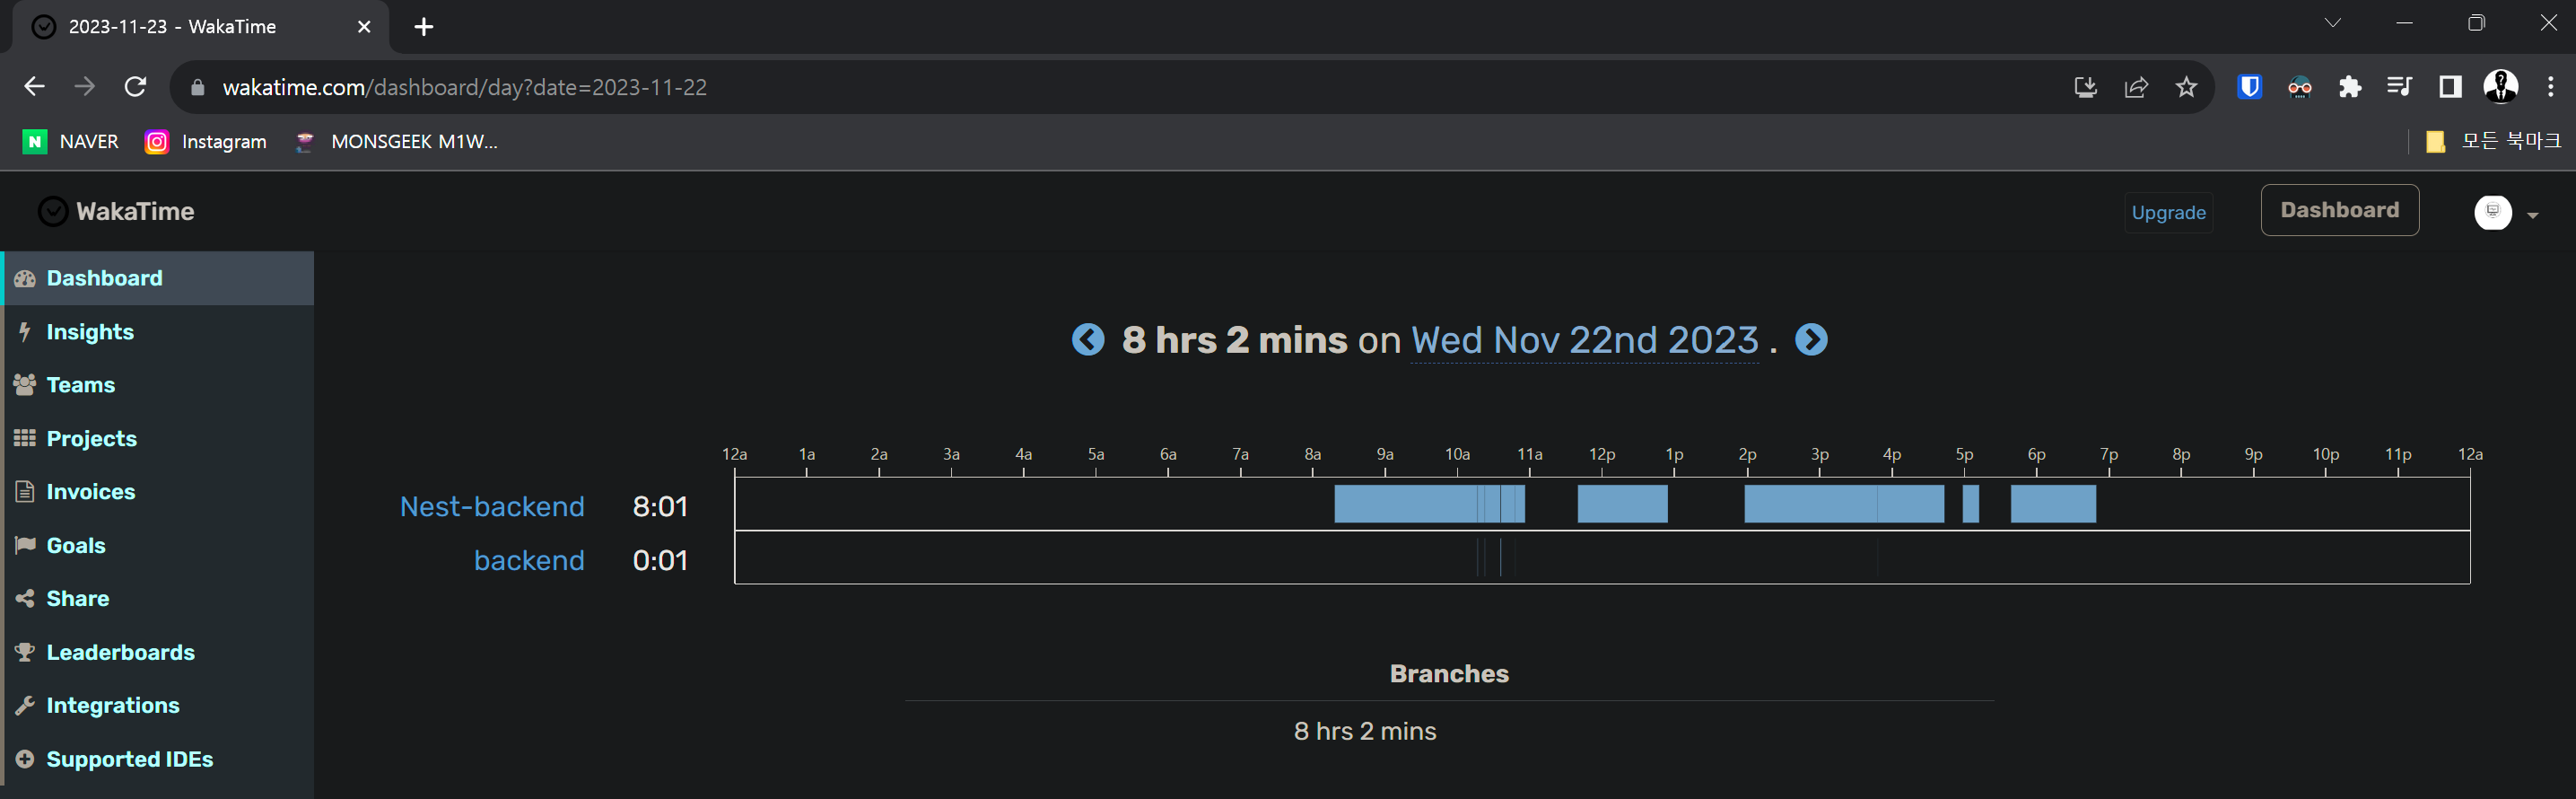 2023-11-23 - WakaTime
wakatime.com/dashboard/day?date=2023-11-22
N NAVER Instagram MONSGEEK M1W... 모든 북마크
WakaTime Upgrade Dashboard
Dashboard
Insights
Teams
Projects
Invoices
Goals
Share
Leaderboards
Integrations
Supported IDEs
8 hrs 2 mins on Wed Nov 22nd 2023 .
12a 1a 2a 3a 4a 5a 6a 7a 8a 9a 10a 11a 12p 1p 2p 3p 4p 5p 6p 7p 8p 9p 10p 11p 12a
Nest-backend 8:01
backend 0:01
Branches
8 hrs 2 mins